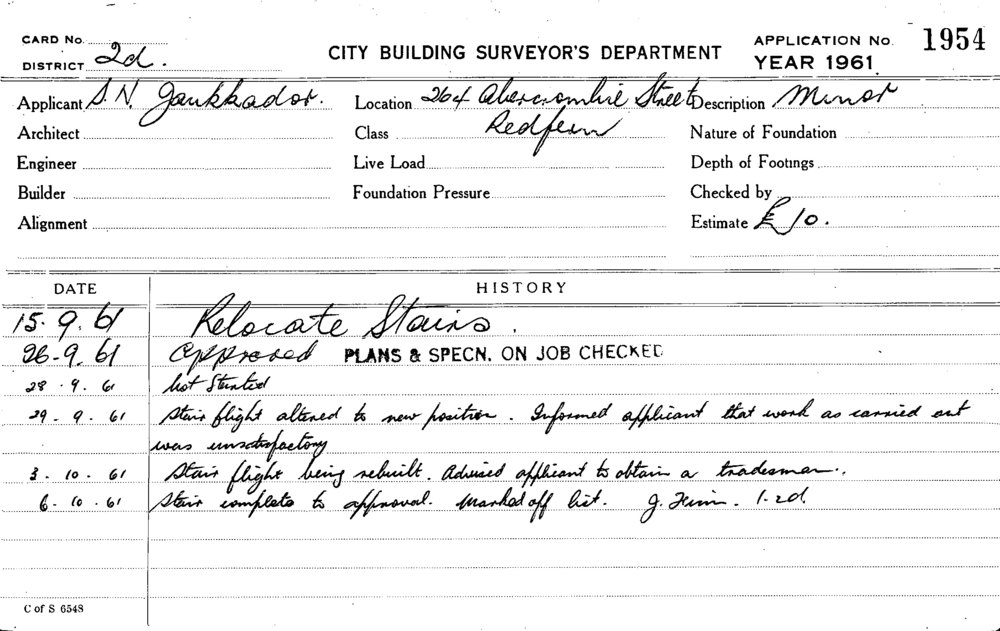 CARD No.
DISTRICT 2d.
CITY BUILDING SURVEYOR'S DEPARTMENT
APPLICATION No. 1954
YEAR 1961
Applicant S. N. Location 264 Abercrombie Street Description Minor
Architect Class Redfern Nature of Foundation
Engineer Live Load Depth of Footings
Builder Foundation Pressure Checked by
Alignment Estimate £10.
DATE HISTORY
15.9.61 Relocate Stairs.
26-9.61 approved PLANS & SPECN. ON JOB CHECKED
28.9.61 Not Started
29.9.61 Stair flight altered to new position. Informed applicant that work as carried out
was unsatisfactory
3.10.61 Stair flight being rebuilt. Advised applicant to obtain a tradesman.
6.10.61 Stair complete to approval. Marked off list. J. 1.2d.
C of S 6548